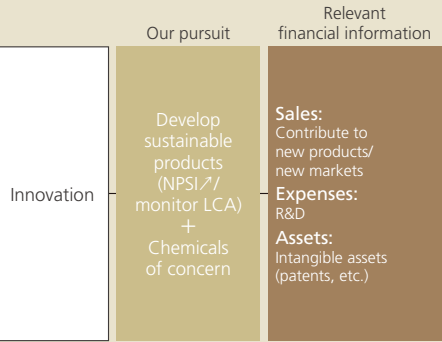 Our pursuit
Relevant
financial information
Innovation
Develop
sustainable
products
(NPSI↗/
monitor LCA)
+
Chemicals
of concern
Sales:
Contribute to
new products/
new markets
Expenses:
R&D
Assets:
Intangible assets
(patents, etc.)